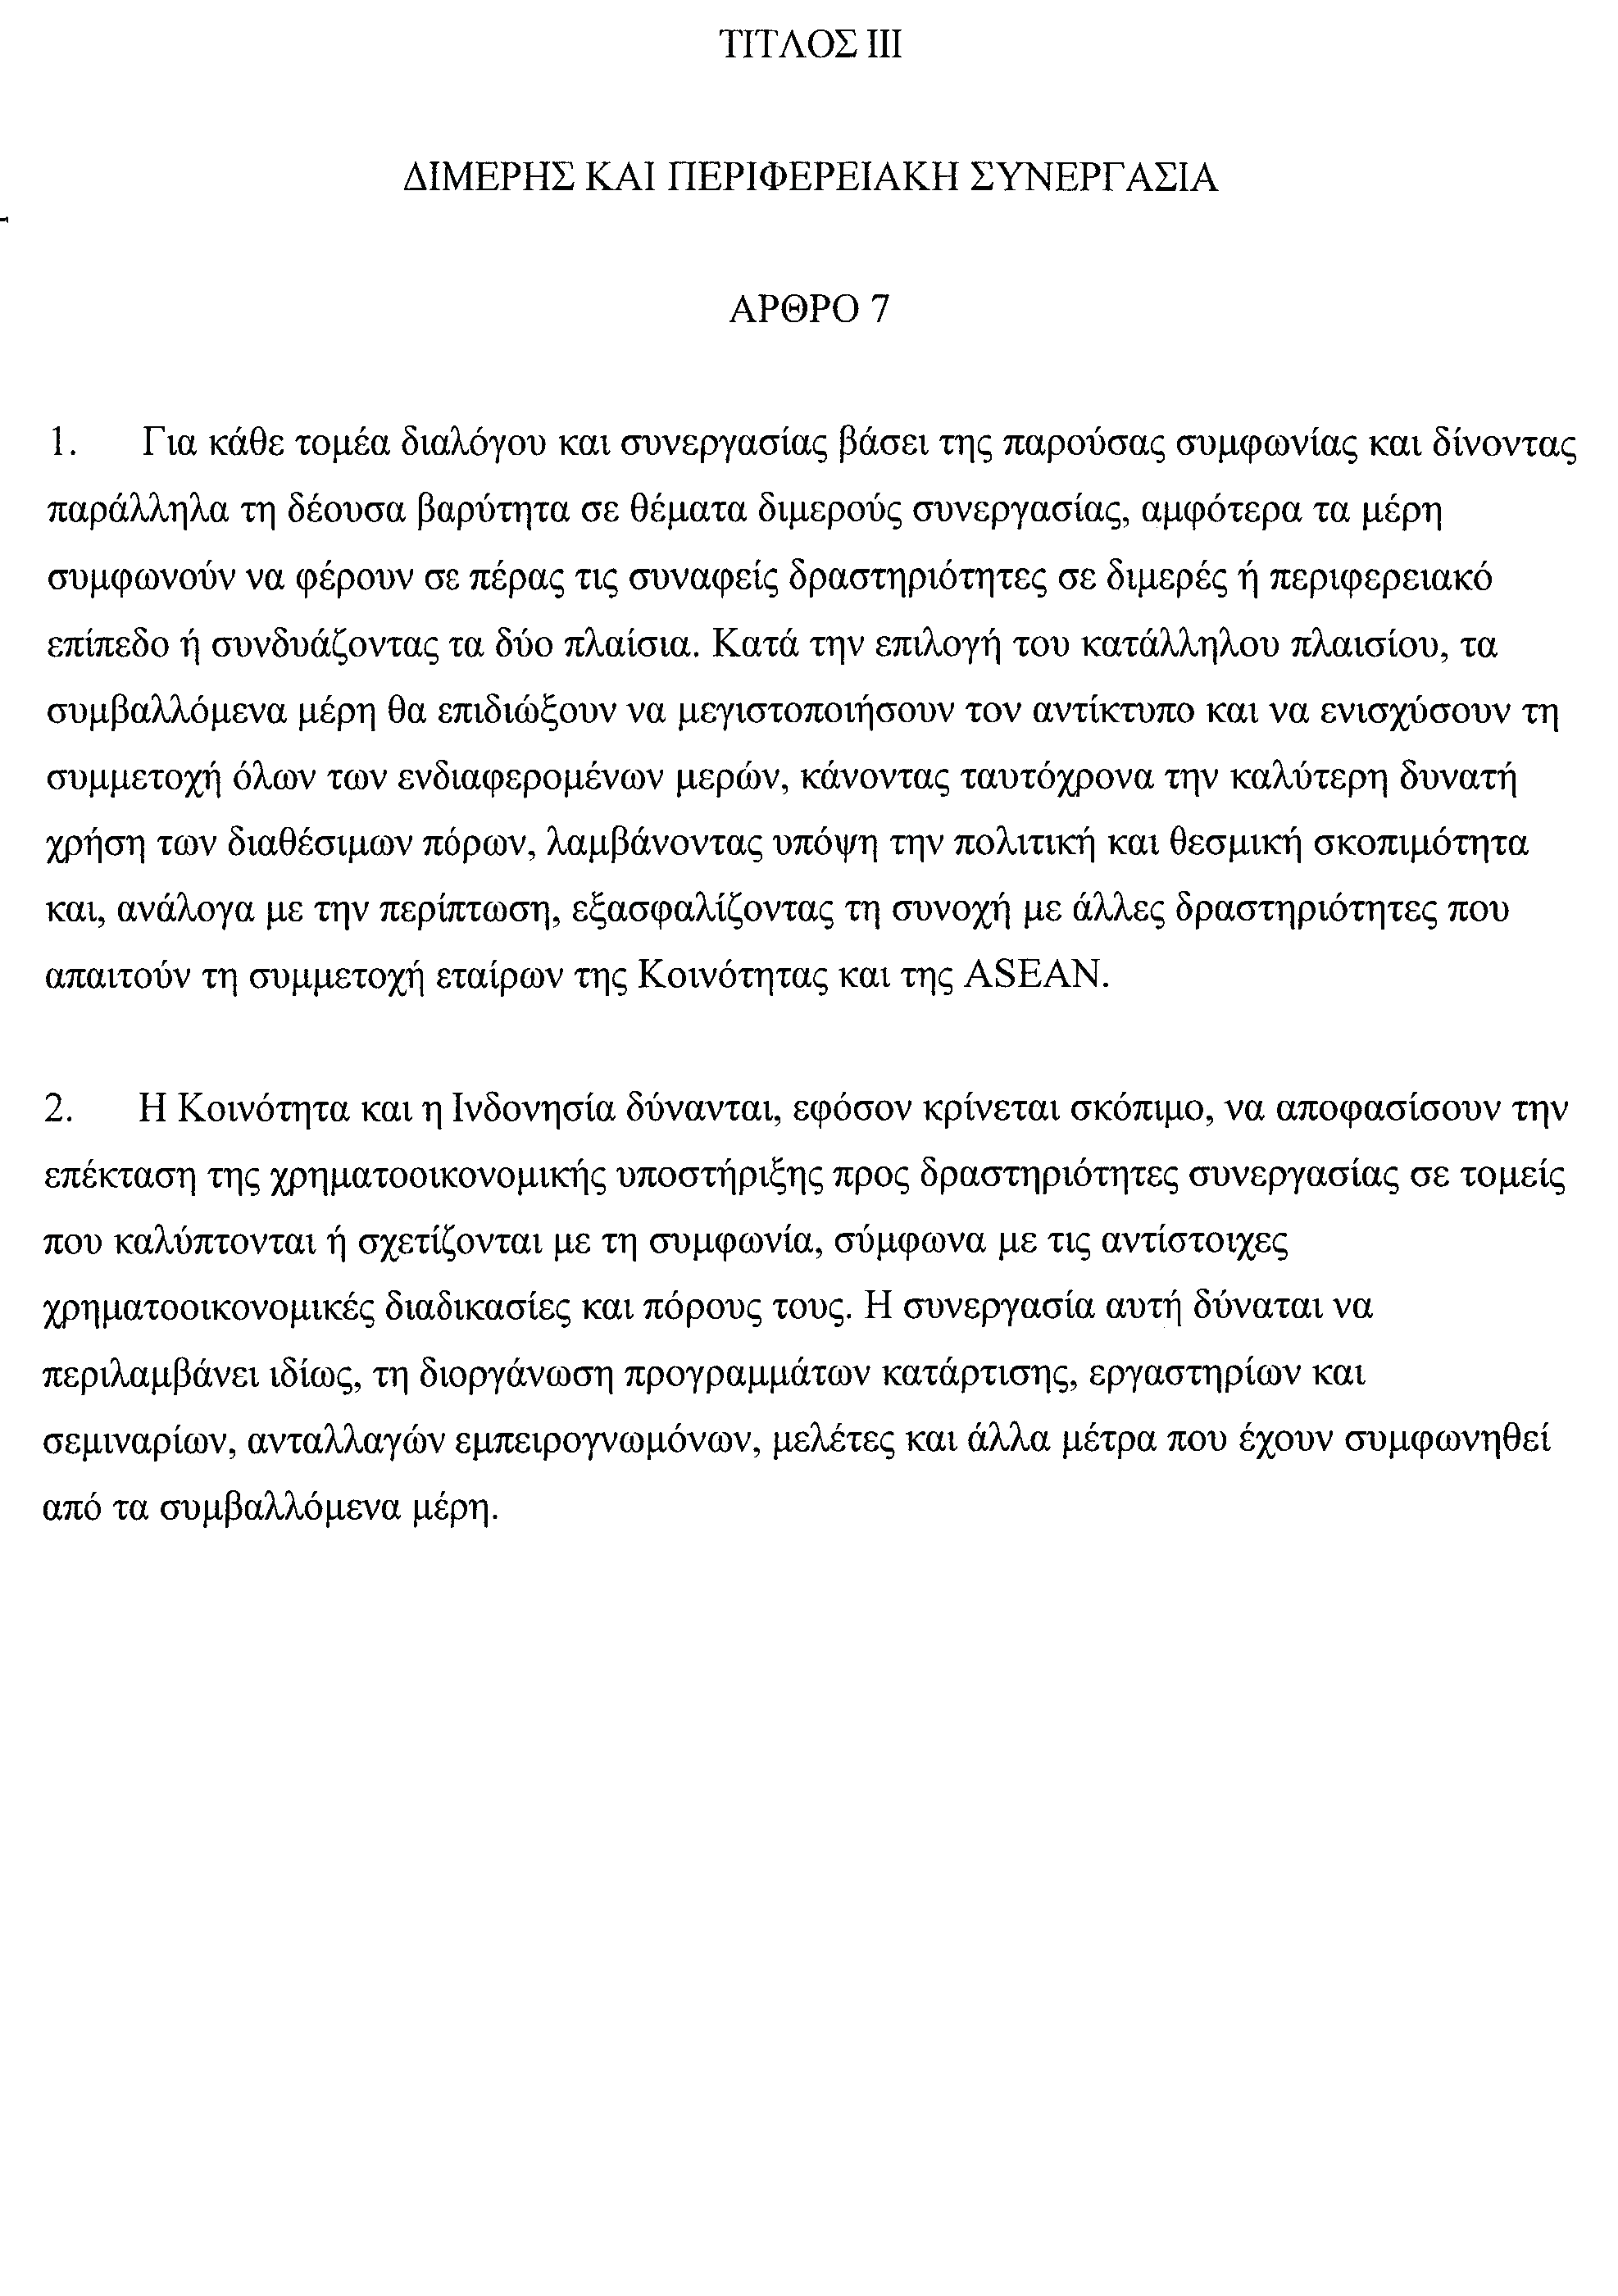 ΤΙΤΛΟΣ ΙΙΙ
ΔΙΜΕΡΗΣ ΚΑΙ ΠΕΡΙΦΕΡΕΙΑΚΗ ΣΥΝΕΡΓΑΣΙΑ
ΑΡΘΡΟ 7
1. Για κάθε τομέα διαλόγου και συνεργασίας βάσει της παρούσας συμφωνίας και δίνοντας
παράλληλα τη δέουσα βαρύτητα σε θέματα διμερούς συνεργασίας, αμφότερα τα μέρη
συμφωνούν να φέρουν σε πέρας τις συναφείς δραστηριότητες σε διμερές ή περιφερειακό
επίπεδο ή συνδυάζοντας τα δύο πλαίσια. Κατά την επιλογή του κατάλληλου πλαισίου, τα
συμβαλλόμενα μέρη θα επιδιώξουν να μεγιστοποιήσουν τον αντίκτυπο και να ενισχύσουν τη
συμμετοχή όλων των ενδιαφερομένων μερών, κάνοντας ταυτόχρονα την καλύτερη δυνατή
χρήση των διαθέσιμων πόρων, λαμβάνοντας υπόψη την πολιτική και θεσμική σκοπιμότητα
και, ανάλογα με την περίπτωση, εξασφαλίζοντας τη συνοχή με άλλες δραστηριότητες που
απαιτούν τη συμμετοχή εταίρων της Κοινότητας και της ASEAN.
2. Η Κοινότητα και η Ινδονησία δύνανται, εφόσον κρίνεται σκόπιμο, να αποφασίσουν την
επέκταση της χρηματοοικονομικής υποστήριξης προς δραστηριότητες συνεργασίας σε τομείς
που καλύπτονται ή σχετίζονται με τη συμφωνία, σύμφωνα με τις αντίστοιχες
χρηματοοικονομικές διαδικασίες και πόρους τους. Η συνεργασία αυτή δύναται να
περιλαμβάνει ιδίως, τη διοργάνωση προγραμμάτων κατάρτισης, εργαστηρίων και
σεμιναρίων, ανταλλαγών εμπειρογνωμόνων, μελέτες και άλλα μέτρα που έχουν συμφωνηθεί
από τα συμβαλλόμενα μέρη.